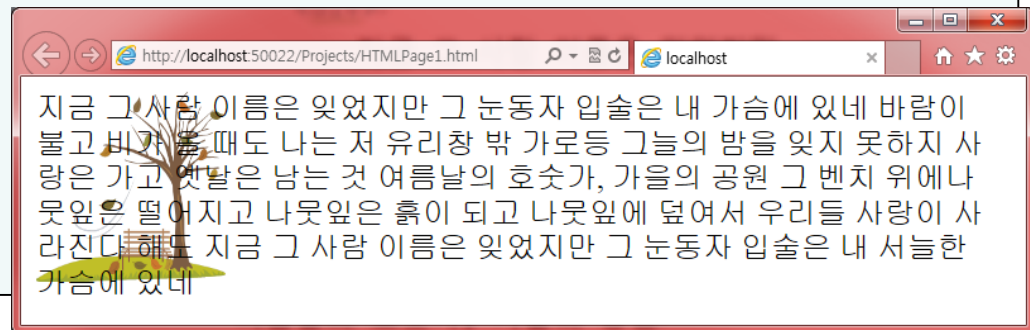 http://localhost:50022/Projects/HTMLPage1.html
localhost
지금 그 사람 이름은 잊었지만 그 눈동자 입술은 내 가슴에 있네 바람이
불고 비가 올 때도 나는 저 유리창 밖 가로등 그늘의 밤을 잊지 못하지 사
랑은 가고 옛날은 남는 것 여름날의 호숫가, 가을의 공원 그 벤치 위에나
뭇잎은 떨어지고 나뭇잎은 흙이 되고 나뭇잎에 덮여서 우리들 사랑이 사
라진다 해도 지금 그 사람 이름은 잊었지만 그 눈동자 입술은 내 서늘한
가슴에 있네